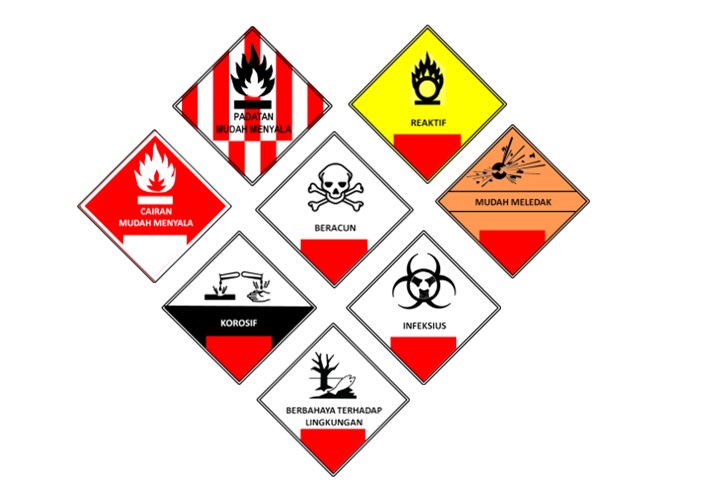 PADATAN
MUDAH MENYALA
REAKTIF
CAIRAN
MUDAH MENYALA
BERACUN
MUDAH MELEDAK
KOROSIF
INFEKSIUS
BERBAHAYA TERHADAP
LINGKUNGAN